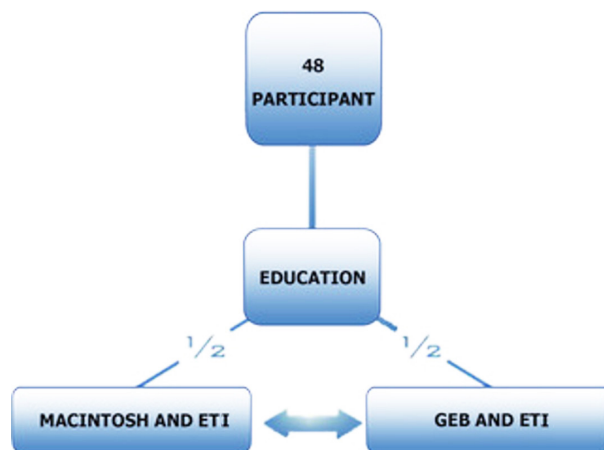 48
PARTICIPANT
EDUCATION
1/2
1/2
MACINTOSH AND ETI
GEB AND ETI